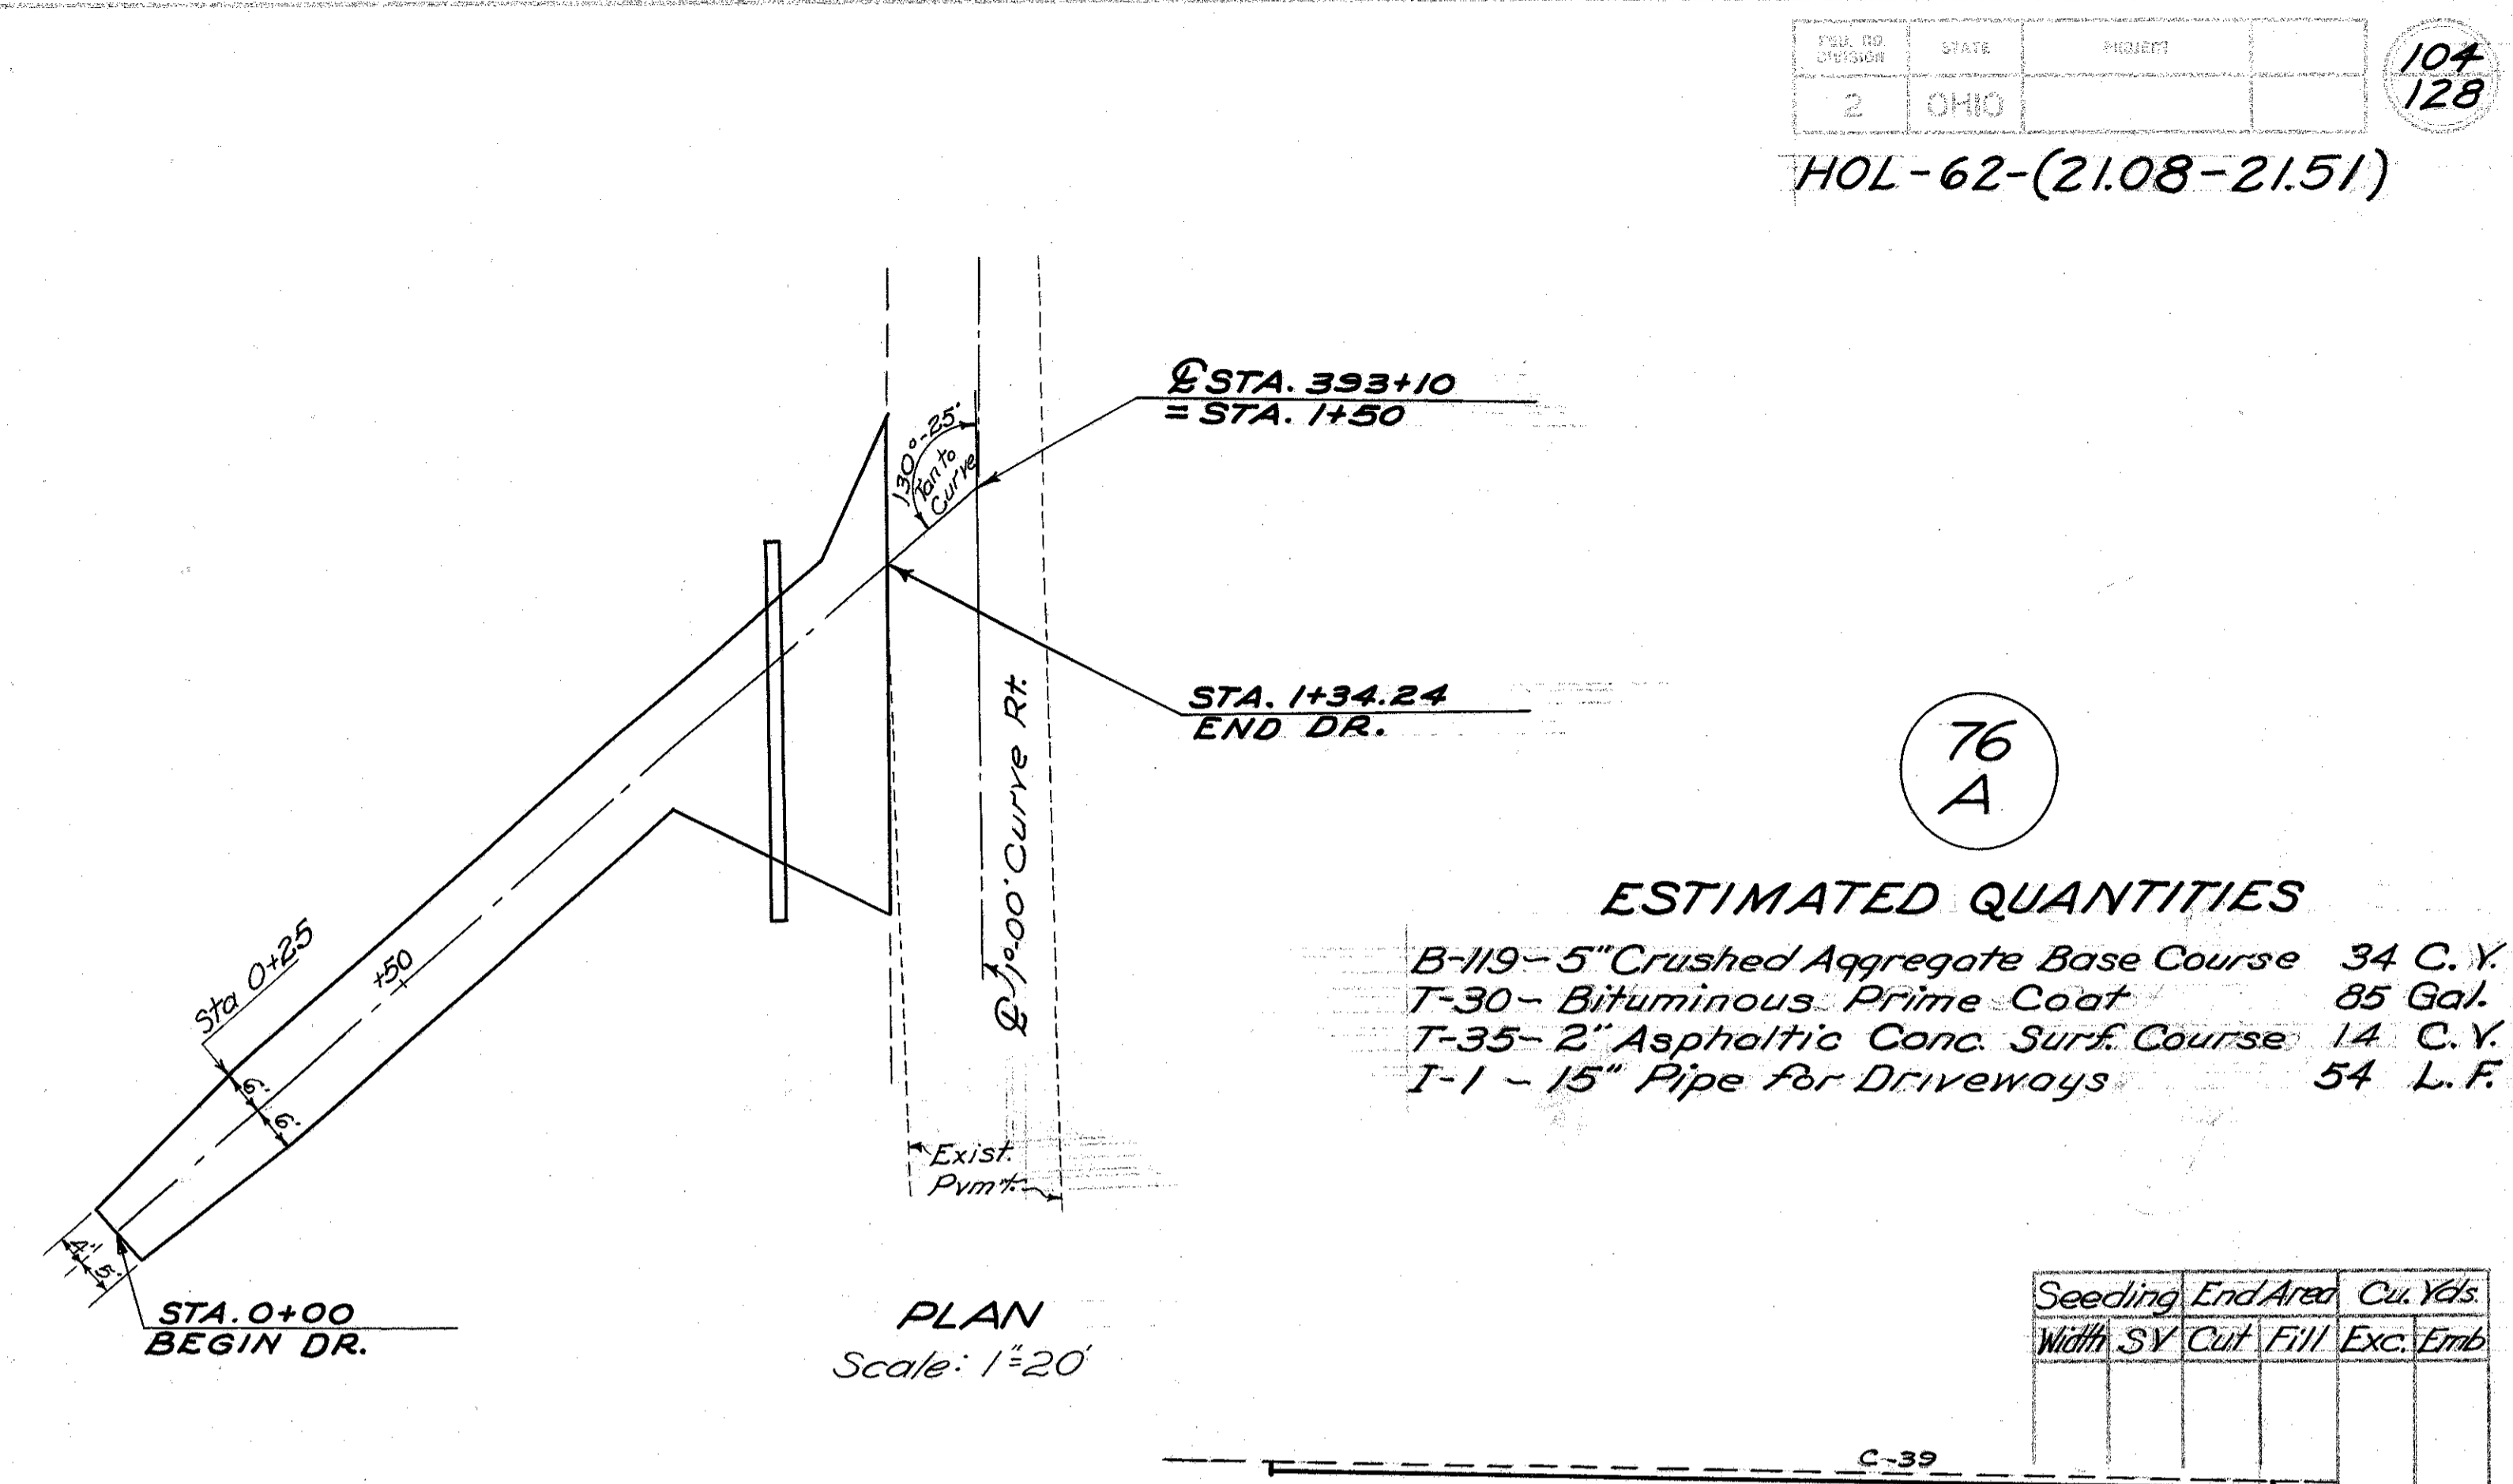 FED. RD. DIVISION STATE PROJECT
2 OHIO
104
128
HOL-62-(21.08-21.51)
℄ STA. 393+10
= STA. 1+50
130°-25'
Tan to
Curve
STA. 1+34.24
END DR.
℄ 1°-00' Curve Rt.
76
A
ESTIMATED QUANTITIES
B-119-5" Crushed Aggregate Base Course 34 C.Y.
T-30- Bituminous Prime Coat 85 Gal.
T-35-2" Asphaltic Conc. Surf. Course 14 C.Y.
I-1 - 15" Pipe for Driveways 54 L.F.
Sta 0+25
+50
6'
6'
4'
5'
Exist.
Pvm't.
STA. 0+00
BEGIN DR.
PLAN
Scale: 1"=20'
Seeding End Area Cu. Yds.
Width SY Cut Fill Exc. Emb
C-39